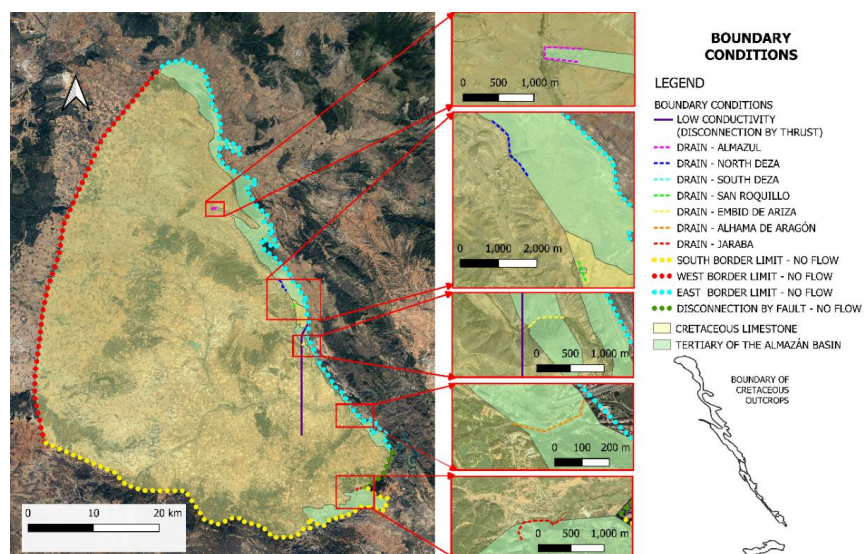 BOUNDARY
CONDITIONS
LEGEND
BOUNDARY CONDITIONS
LOW CONDUCTIVITY
(DISCONNECTION BY THRUST)
DRAIN - ALMAZUL
DRAIN - NORTH DEZA
DRAIN - SOUTH DEZA
DRAIN - SAN ROQUILLO
DRAIN - EMBID DE ARIZA
DRAIN - ALHAMA DE ARAGÓN
DRAIN - JARABA
SOUTH BORDER LIMIT - NO FLOW
WEST BORDER LIMIT - NO FLOW
EAST BORDER LIMIT - NO FLOW
DISCONNECTION BY FAULT - NO FLOW
CRETACEOUS LIMESTONE
TERTIARY OF THE ALMAZÁN BASIN
BOUNDARY OF
CRETACEOUS
OUTCROPS
0 10 20 km
0 500 1,000 m
0 1,000 2,000 m
0 500 1,000 m
0 100 200 m
0 500 1,000 m